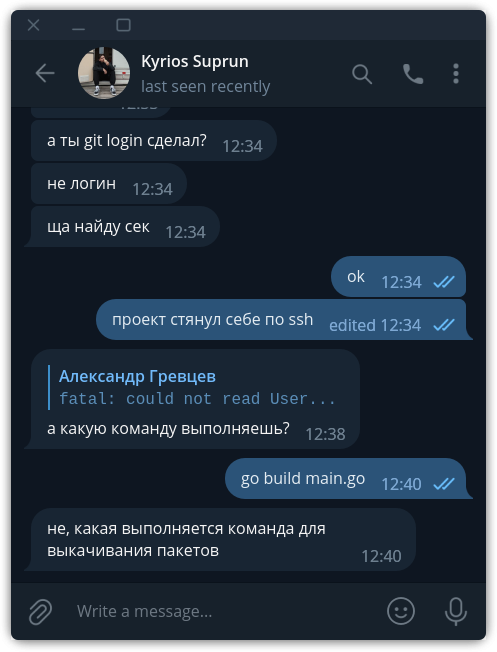 Kyrios Suprun
last seen recently
а ты git login сделал? 12:34
не логин 12:34
ща найду сек 12:34
ok 12:34
проект стянул себе по ssh edited 12:34
Александр Гревцев
fatal: could not read User...
а какую команду выполняешь? 12:38
go build main.go 12:40
не, какая выполняется команда для
выкачивания пакетов 12:40
Write a message...